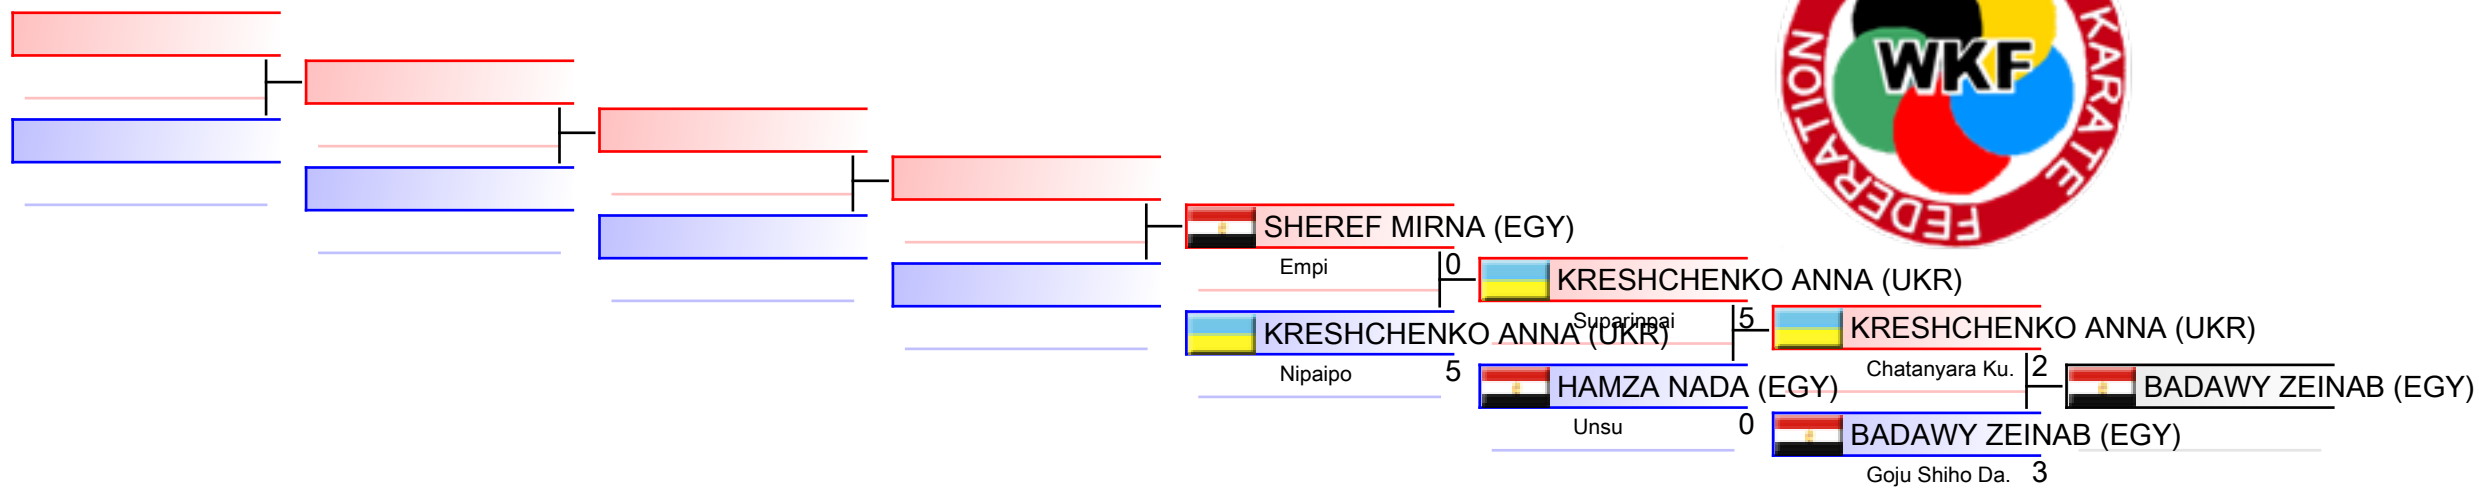 WKF
KARATE
FEDERATION
SHEREF MIRNA (EGY)
Empi
0
KRESHCHENKO ANNA (UKR)
Nipaipo
5
KRESHCHENKO ANNA (UKR)
Suparinpai
5
HAMZA NADA (EGY)
Unsu
0
KRESHCHENKO ANNA (UKR)
Chatanyara Ku.
2
BADAWY ZEINAB (EGY)
Goju Shiho Da.
3
BADAWY ZEINAB (EGY)